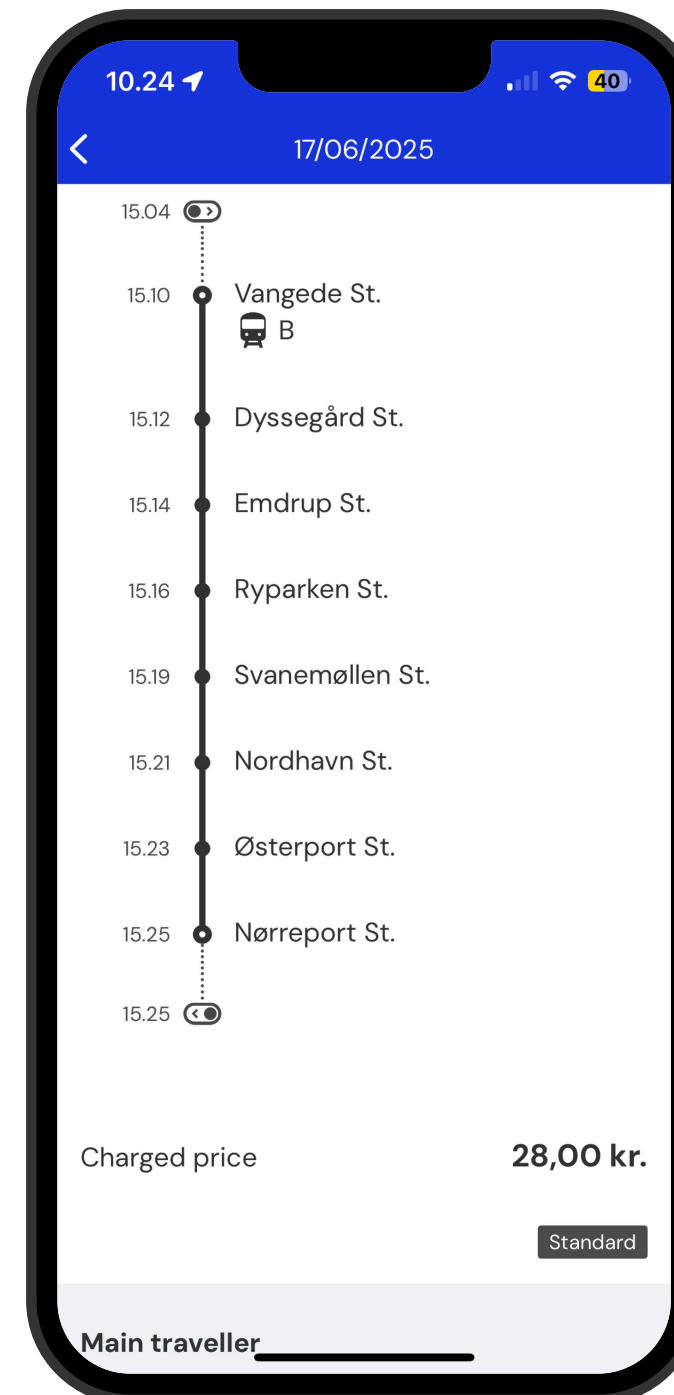 10.24
40
17/06/2025
15.04
15.10 Vangede St.
B
15.12 Dyssegård St.
15.14 Emdrup St.
15.16 Ryparken St.
15.19 Svanemøllen St.
15.21 Nordhavn St.
15.23 Østerport St.
15.25 Nørreport St.
15.25
Charged price 28,00 kr.
Standard
Main traveller